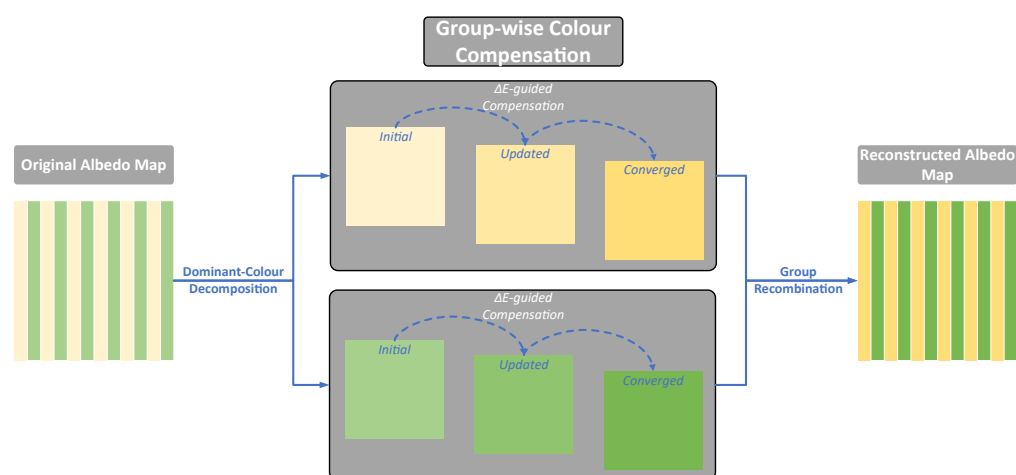 Group-wise Colour
Compensation
ΔE-guided
Compensation
Initial
Updated
Converged
Original Albedo Map
Reconstructed Albedo
Map
Dominant-Colour
Decomposition
Group
Recombination
ΔE-guided
Compensation
Initial
Updated
Converged